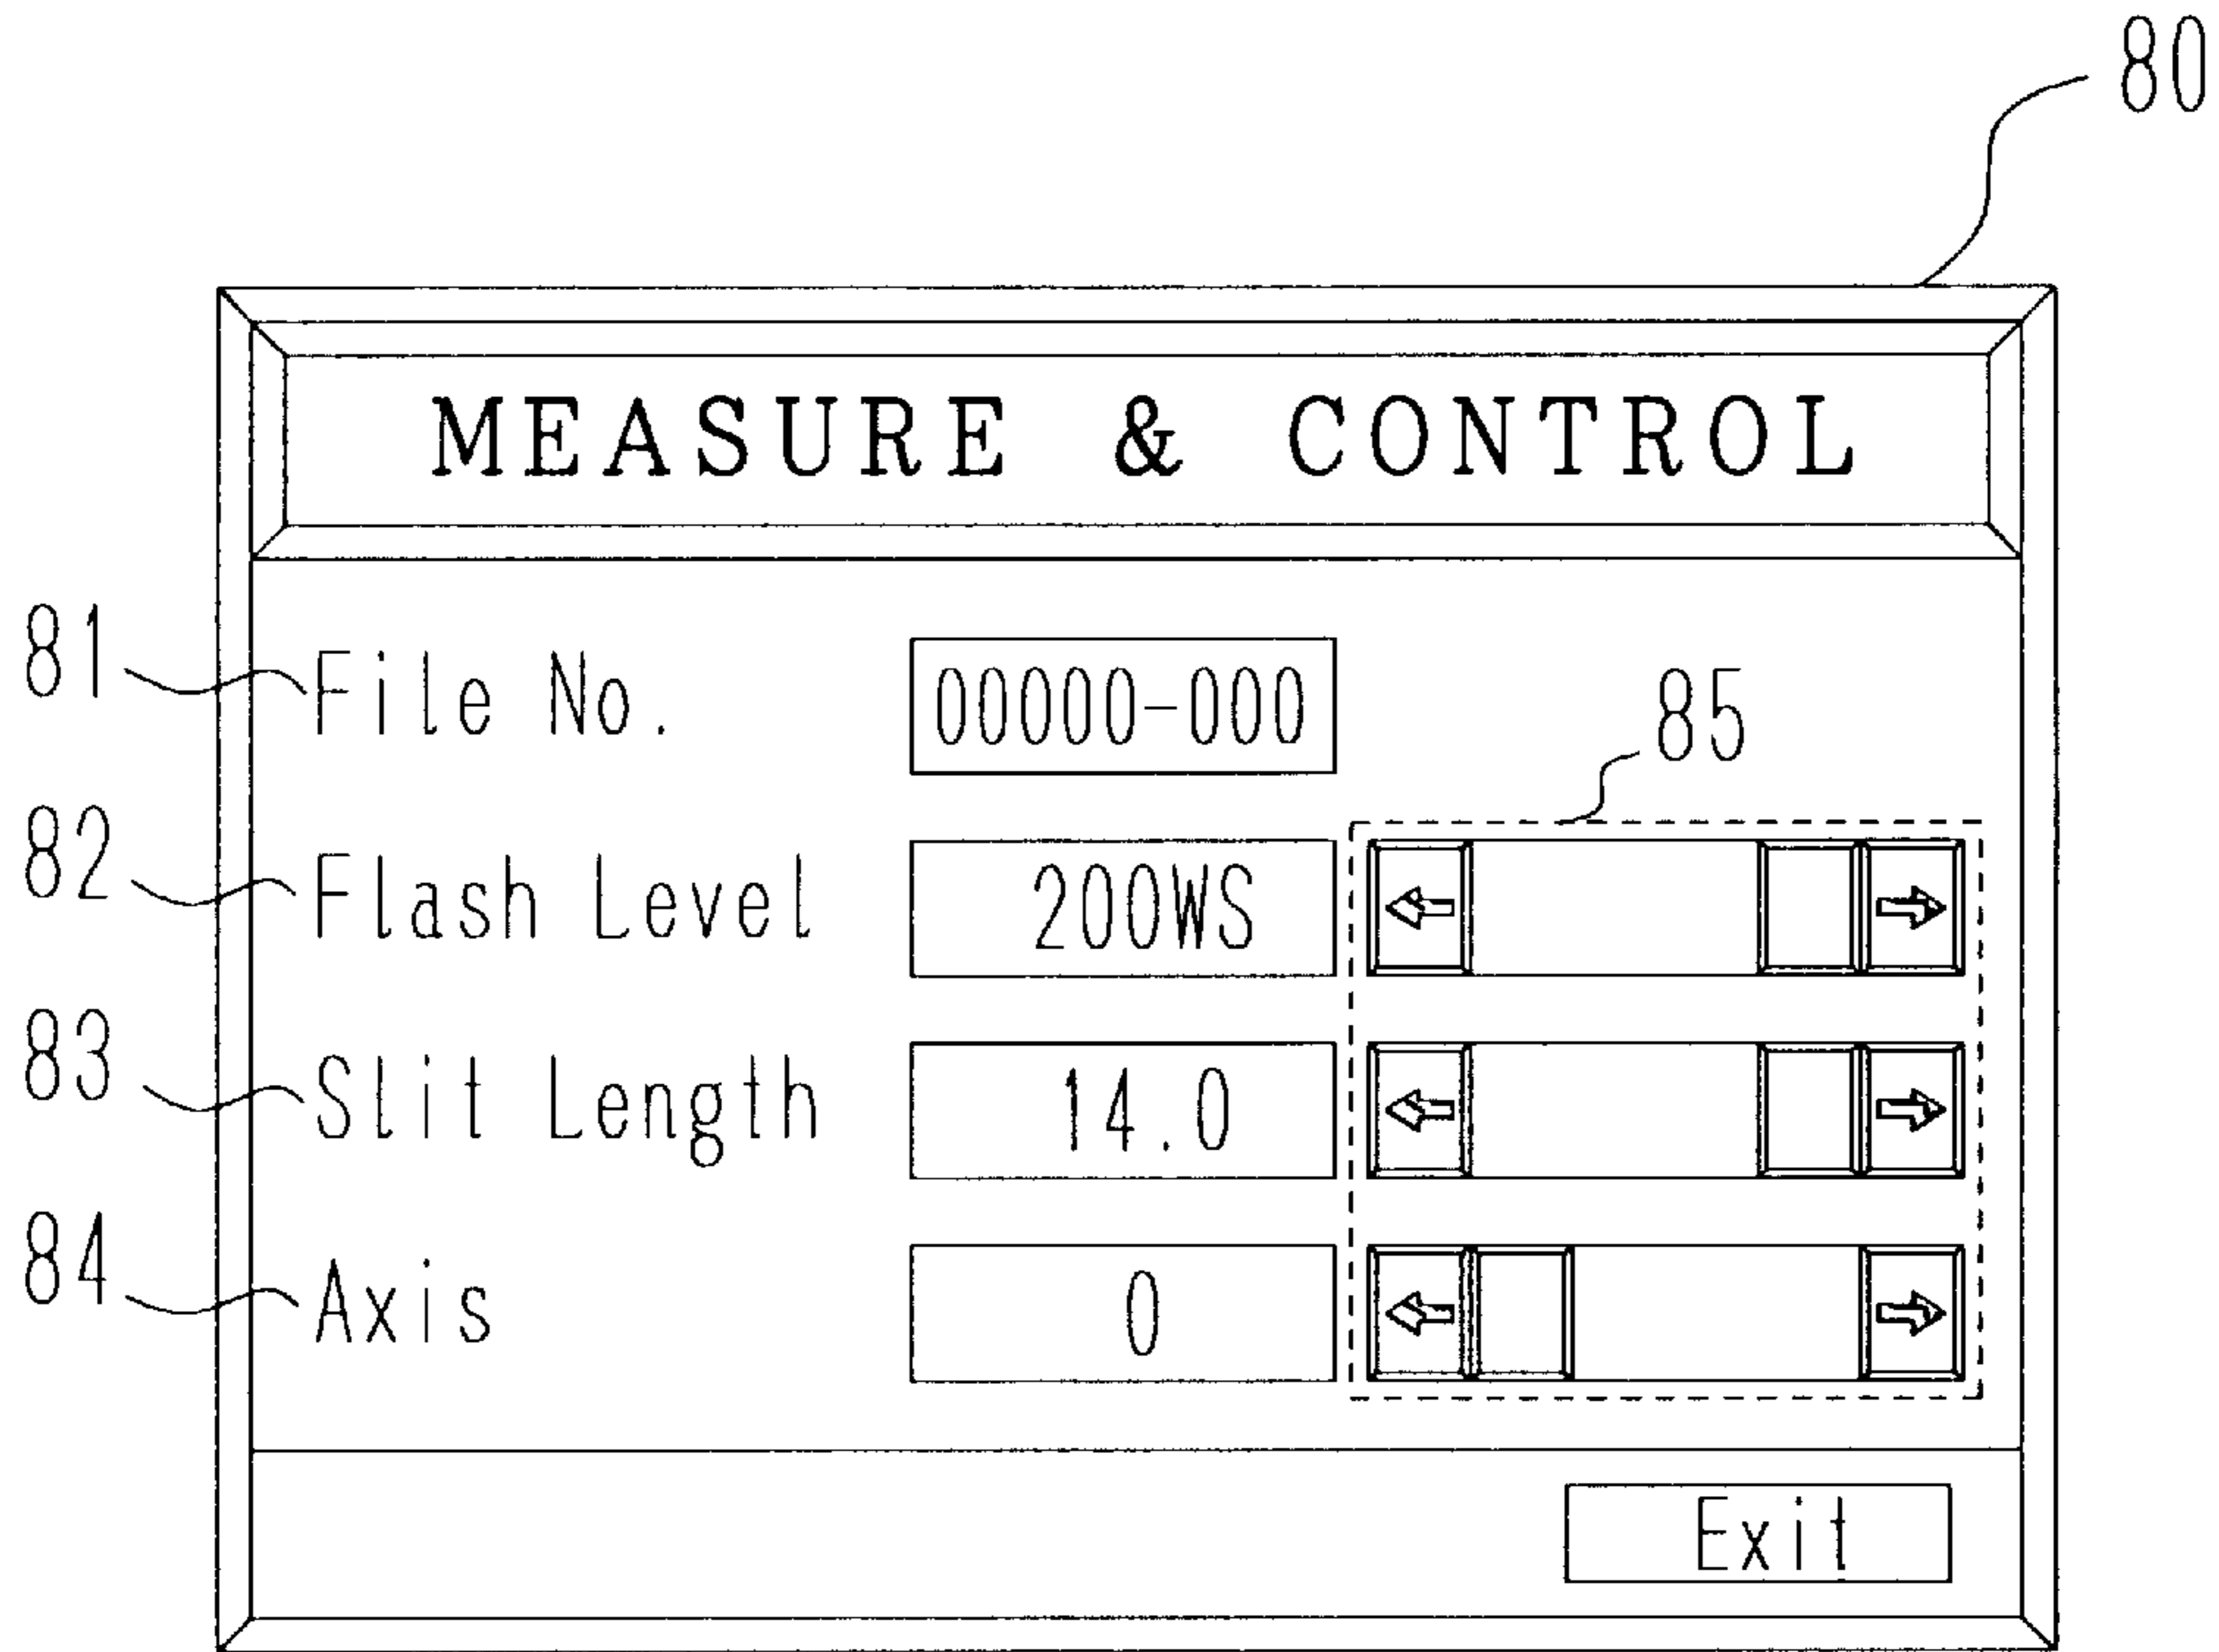 80
MEASURE & CONTROL
81 File No. 00000-000
85
82 Flash Level 200WS
83 Slit Length 14.0
84 Axis 0
Exit